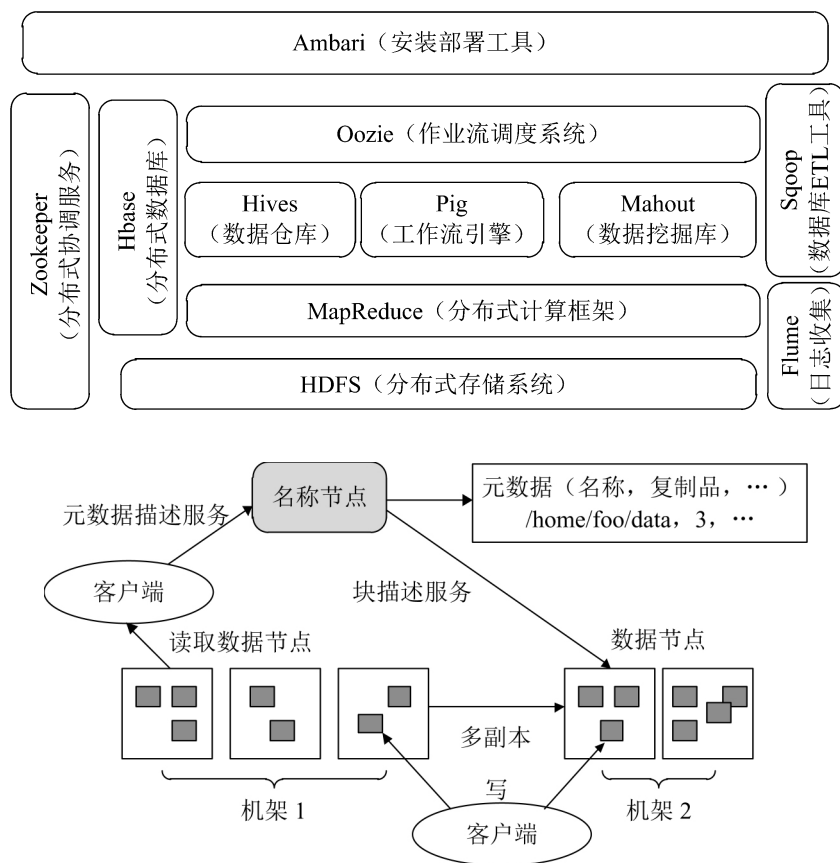 Ambari（安装部署工具）
Zookeeper
（分布式协调服务）
Hbase
（分布式数据库）
Oozie（作业流调度系统）
Hives
（数据仓库）
Pig
（工作流引擎）
Mahout
（数据挖掘库）
MapReduce（分布式计算框架）
HDFS（分布式存储系统）
Sqoop
（数据库ETL工具）
Flume
（日志收集）
名称节点
元数据（名称，复制品，… ）
/home/foo/data，3，…
元数据描述服务
客户端
块描述服务
读取数据节点
数据节点
多副本
写
机架 1
机架 2
客户端